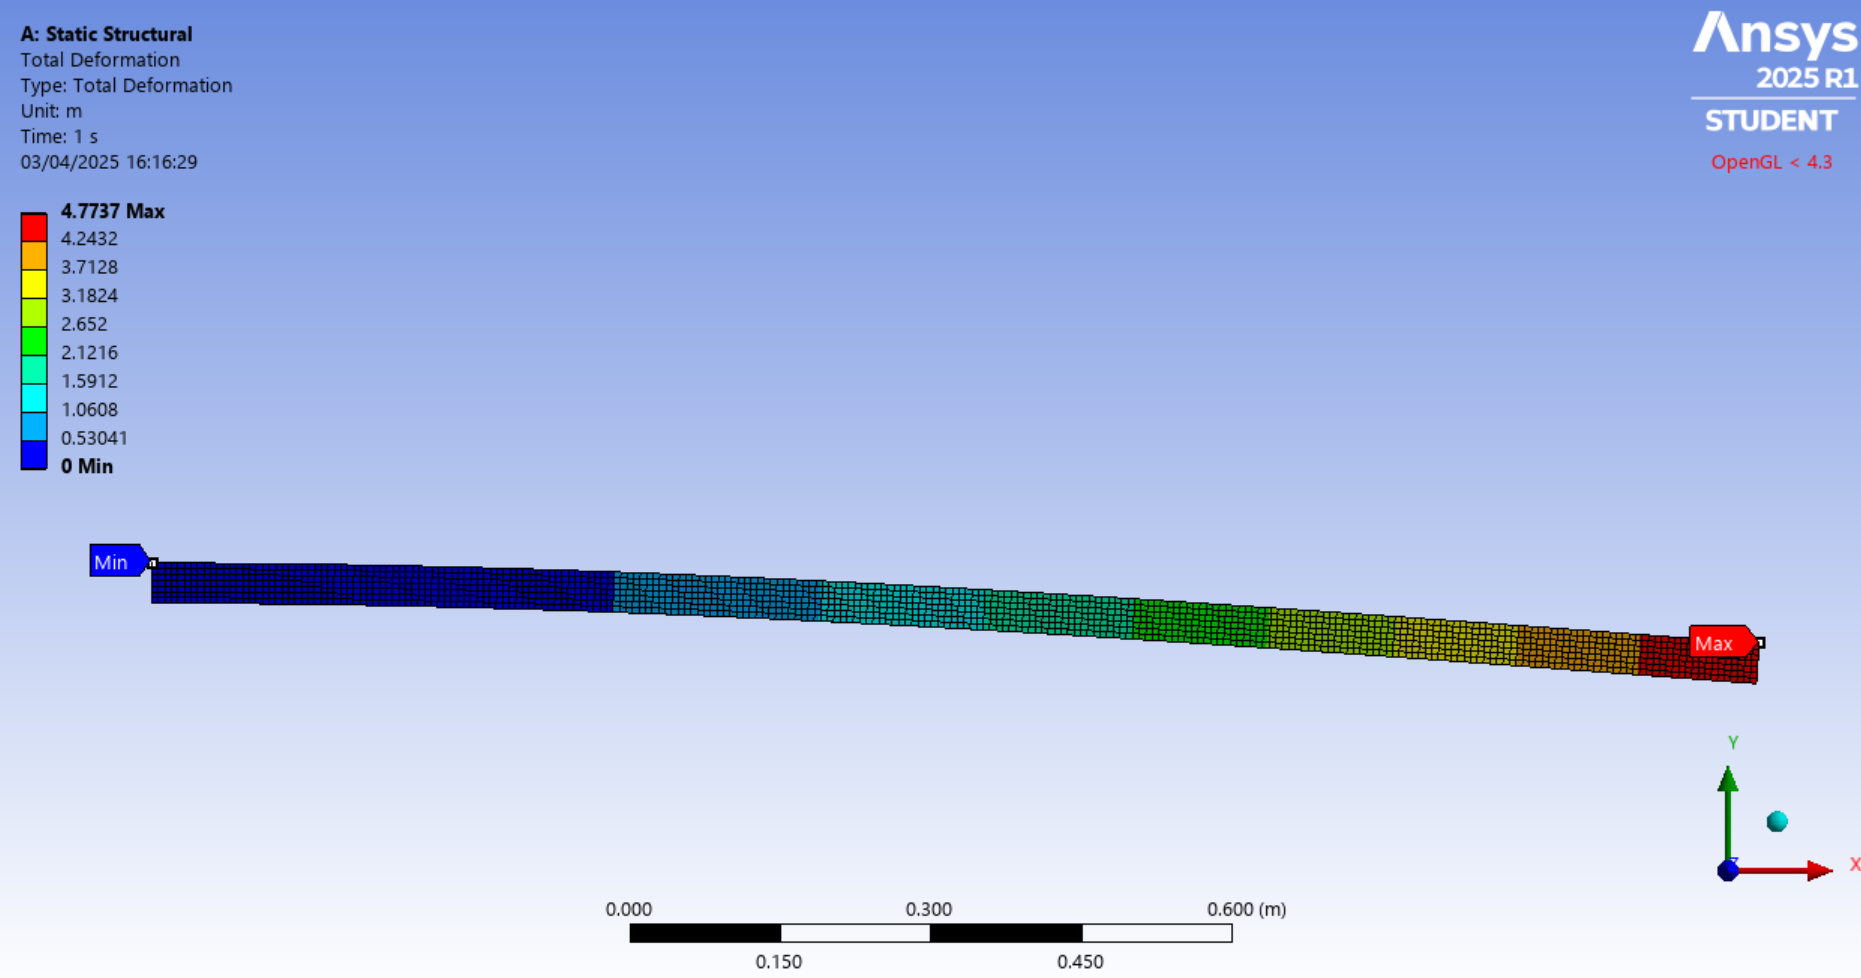 A: Static Structural
Total Deformation
Type: Total Deformation
Unit: m
Time: 1 s
03/04/2025 16:16:29
4.7737 Max
4.2432
3.7128
3.1824
2.652
2.1216
1.5912
1.0608
0.53041
0 Min
Ansys
2025 R1
STUDENT
OpenGL < 4.3
Min
Max
Y
Z
X
0.000 0.300 0.600 (m)
0.150 0.450